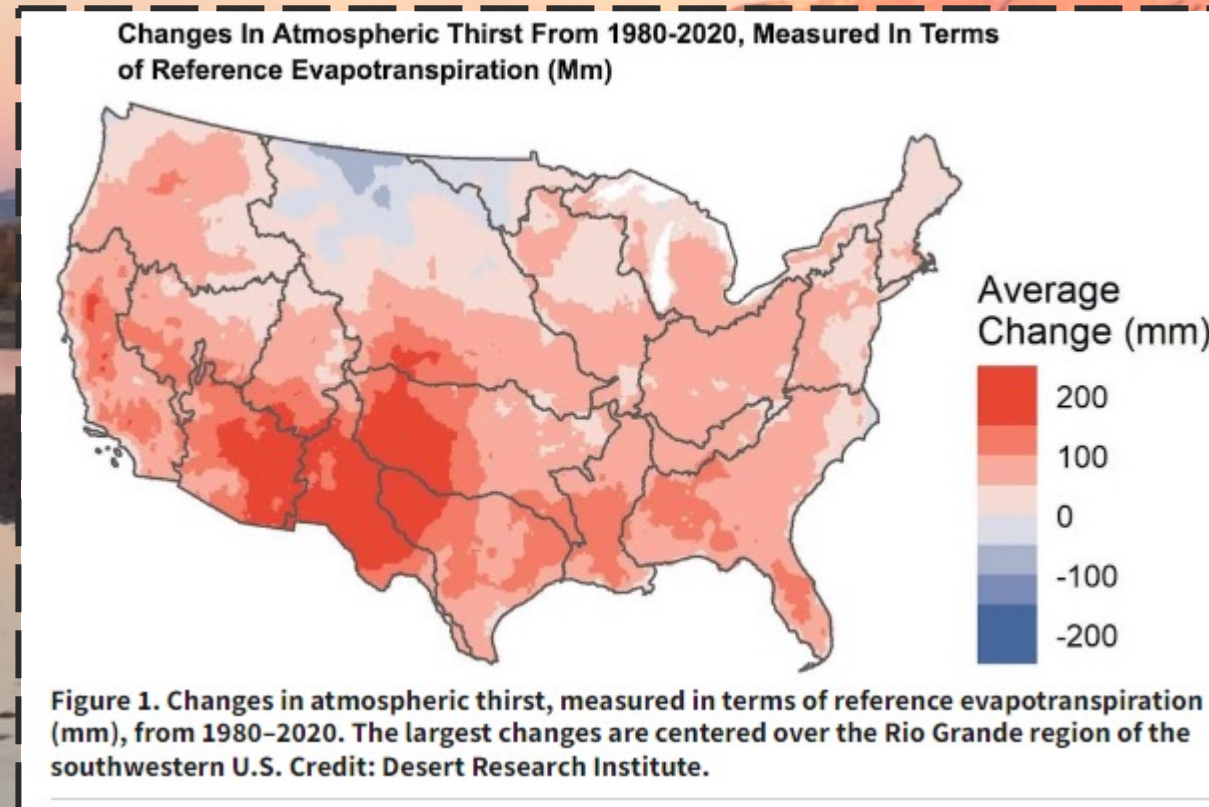 Changes In Atmospheric Thirst From 1980-2020, Measured In Terms
of Reference Evapotranspiration (Mm)
Average
Change (mm)
200
100
0
-100
-200
Figure 1. Changes in atmospheric thirst, measured in terms of reference evapotranspiration
(mm), from 1980–2020. The largest changes are centered over the Rio Grande region of the
southwestern U.S. Credit: Desert Research Institute.